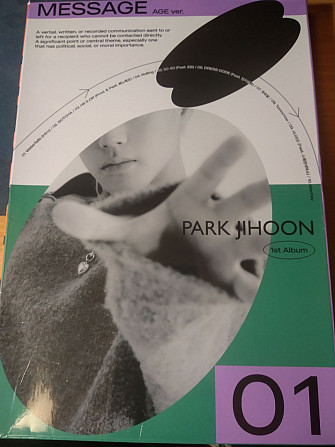 MESSAGE AGE ver.
A verbal, written, or recorded communication sent to or
left for a recipient who cannot be contacted directly.
A significant point or central theme, especially one
that has political, social, or moral importance.
PARK JIHOON
1st Album
01